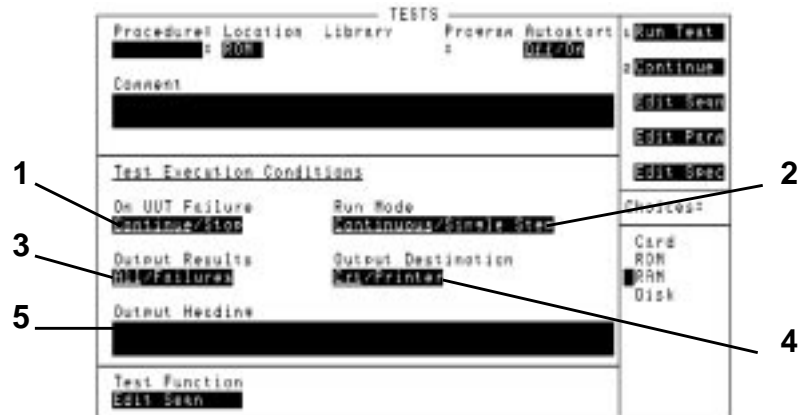 TESTS
Procedure: Location Library Program Autostart
: ROM : Off/On
Comment
Test Execution Conditions
On UUT Failure Run Mode
Continue/Stop Continuous/Single Step
Output Results Output Destination
All/Failures Crt/Printer
Output Heading
Test Function
Edit Seqn
1 Run Test
2 Continue
Edit Seqn
Edit Parm
Edit Spec
Choices:
Card
ROM
RAM
Disk
1
2
3
4
5